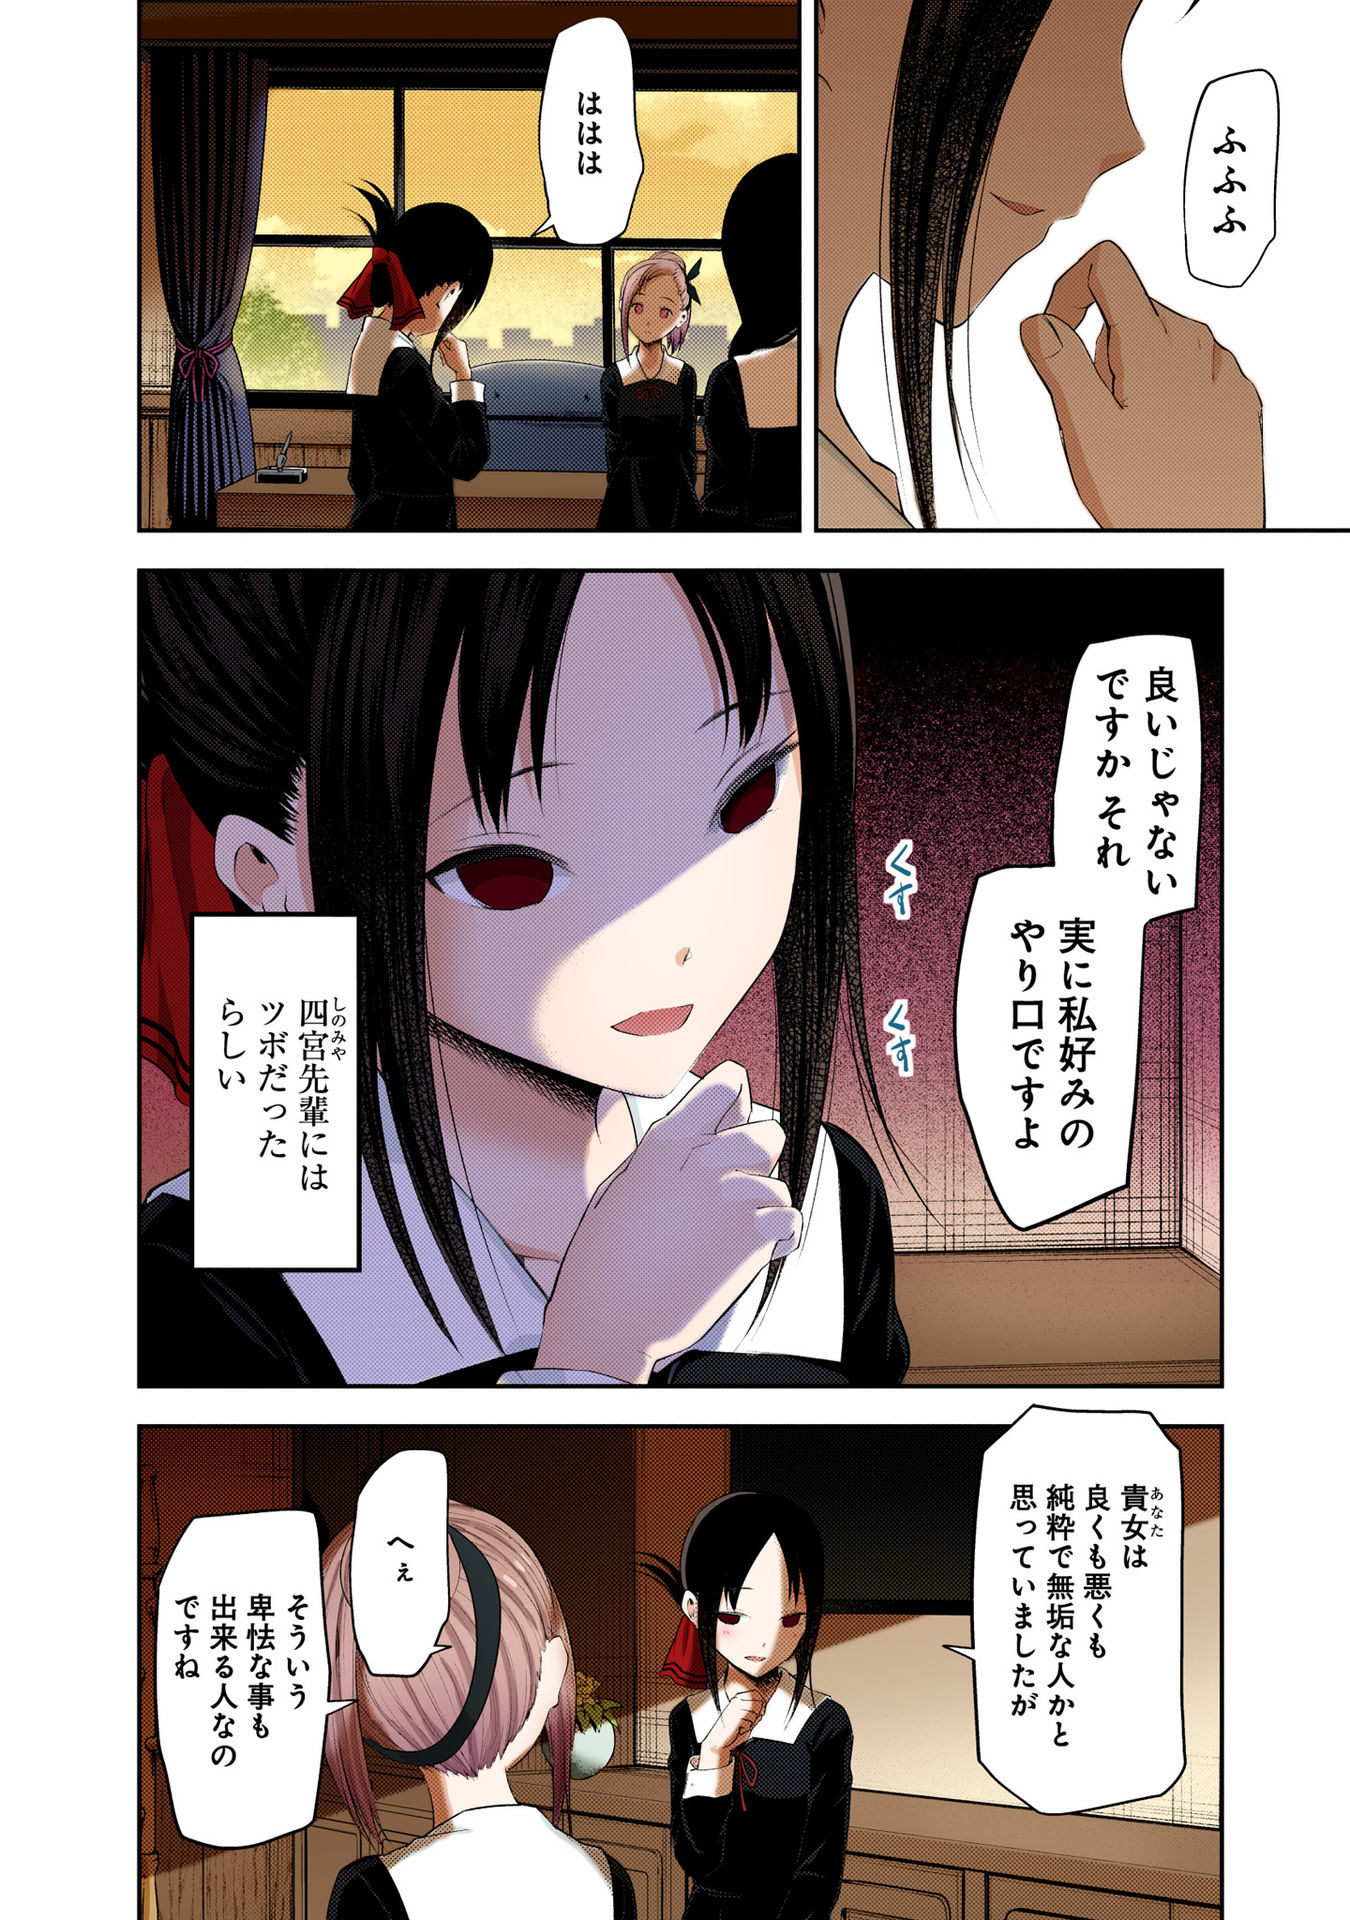 ふふふ
ははは
良いじゃない
ですか それ
実に私好みの
やり口ですよ
くすくす
くすくす
四宮先輩には
しのみや
ツボだった
らしい
貴女は
あなた
良くも悪くも
純粋で無垢な人かと
思っていましたが
へぇ
そういう
卑怯な事も
出来る人なの
ですね